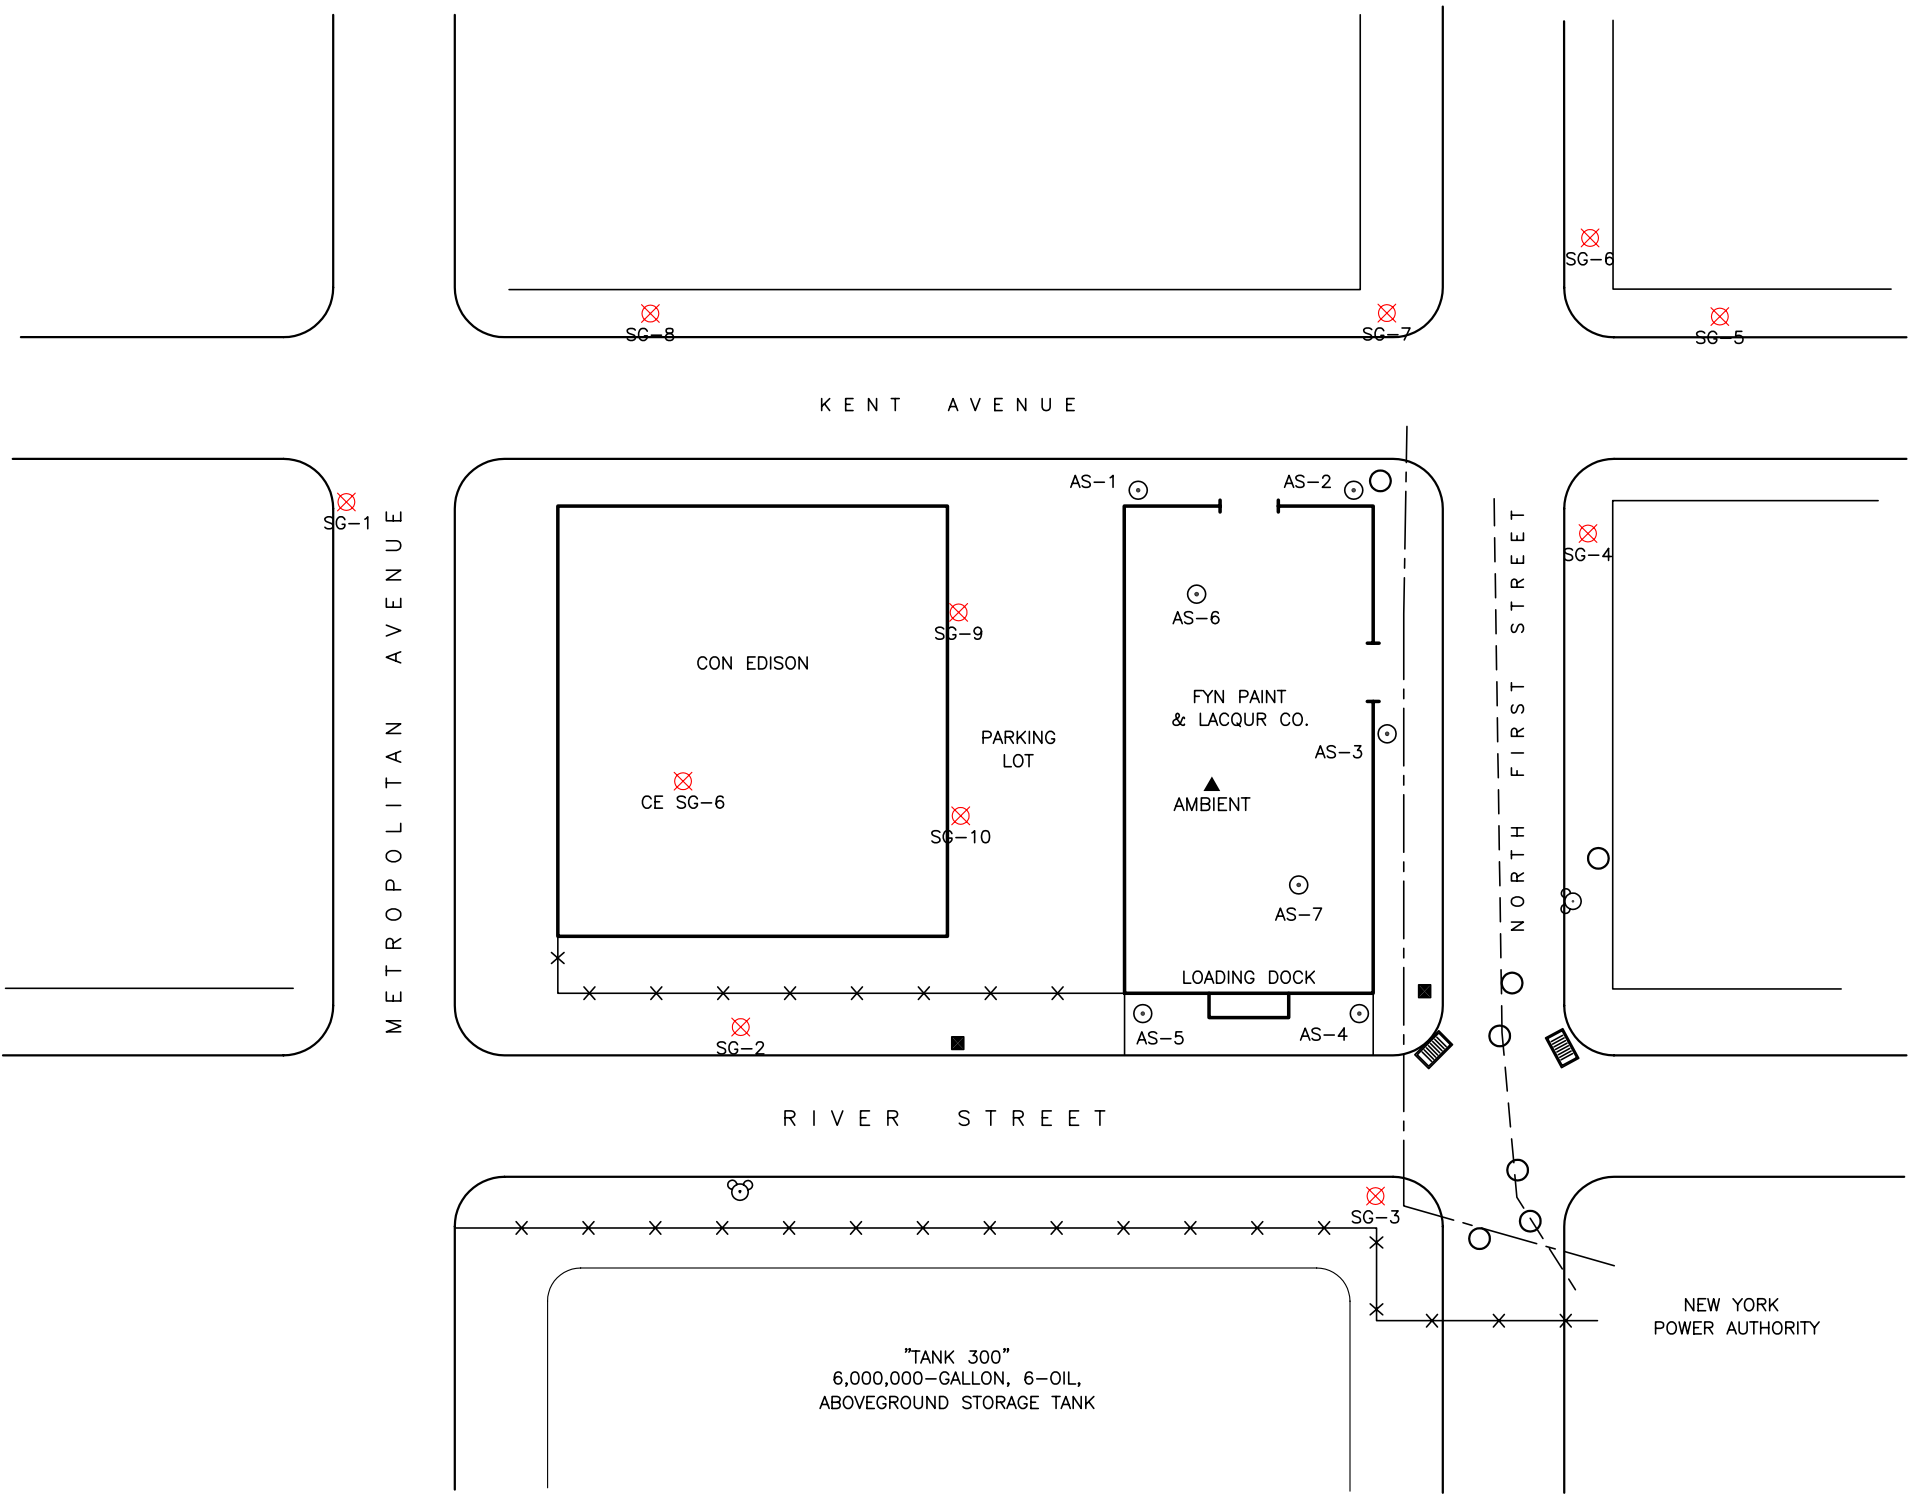 SG-6
SG-8
SG-7
SG-5
KENT AVENUE
AS-1
AS-2
SG-1
SG-4
METROPOLITAN AVENUE
NORTH FIRST STREET
AS-6
SG-9
CON EDISON
FYN PAINT
& LACQUR CO.
PARKING
LOT
AS-3
CE SG-6
AMBIENT
SG-10
AS-7
LOADING DOCK
AS-5
AS-4
SG-2
RIVER STREET
SG-3
NEW YORK
POWER AUTHORITY
"TANK 300"
6,000,000-GALLON, 6-OIL,
ABOVEGROUND STORAGE TANK